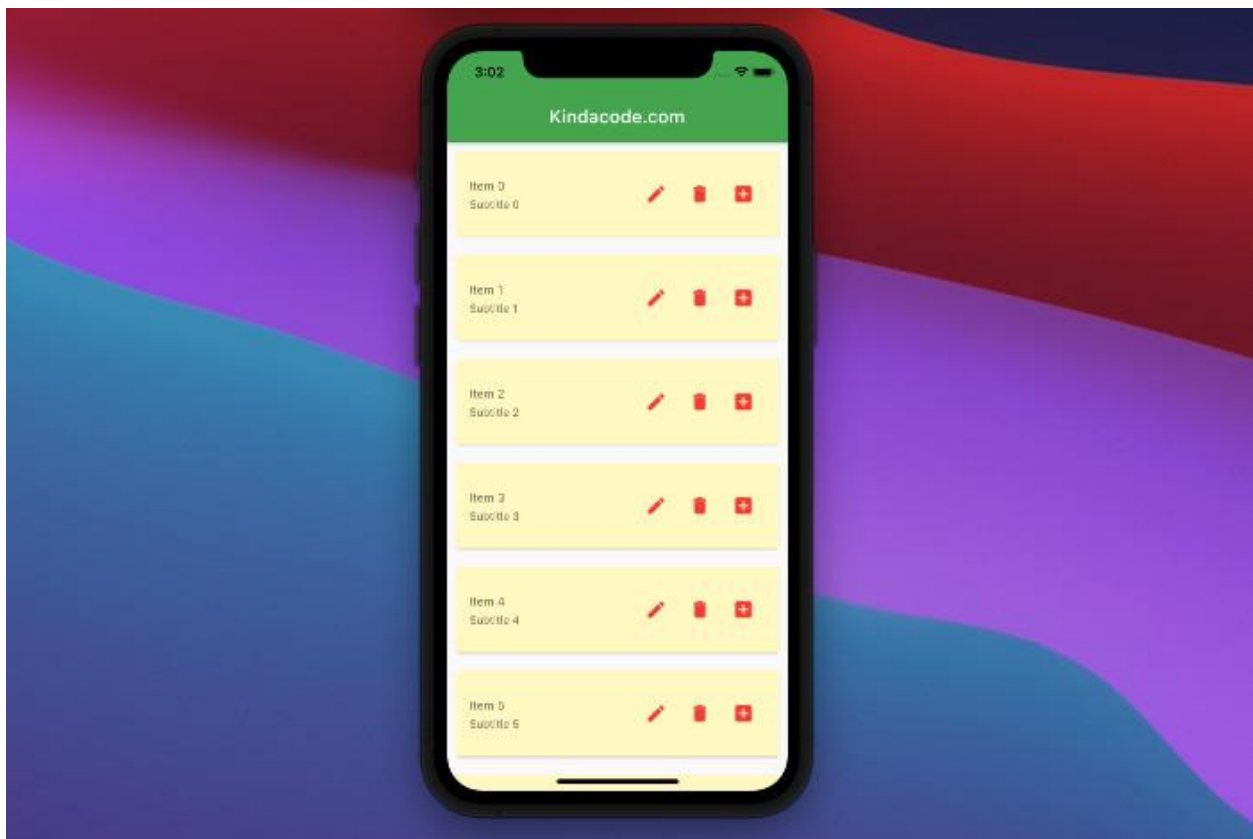 3:02
Kindacode.com
Item 0
Subtitle 0
Item 1
Subtitle 1
Item 2
Subtitle 2
Item 3
Subtitle 3
Item 4
Subtitle 4
Item 5
Subtitle 5